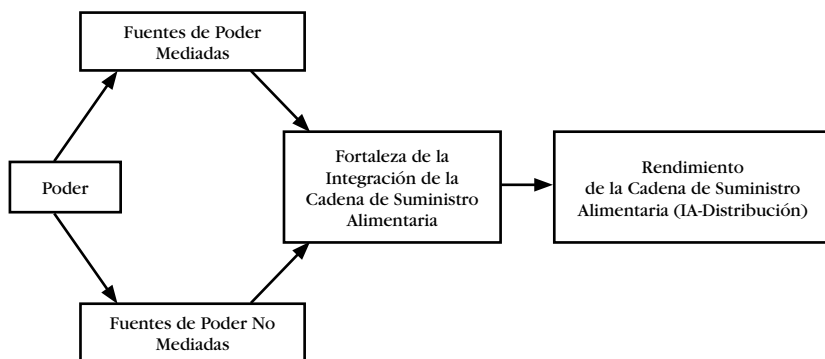 Fuentes de Poder
Mediadas
Poder
Fortaleza de la
Integración de la
Cadena de Suministro
Alimentaria
Rendimiento
de la Cadena de Suministro
Alimentaria (IA-Distribución)
Fuentes de Poder No
Mediadas